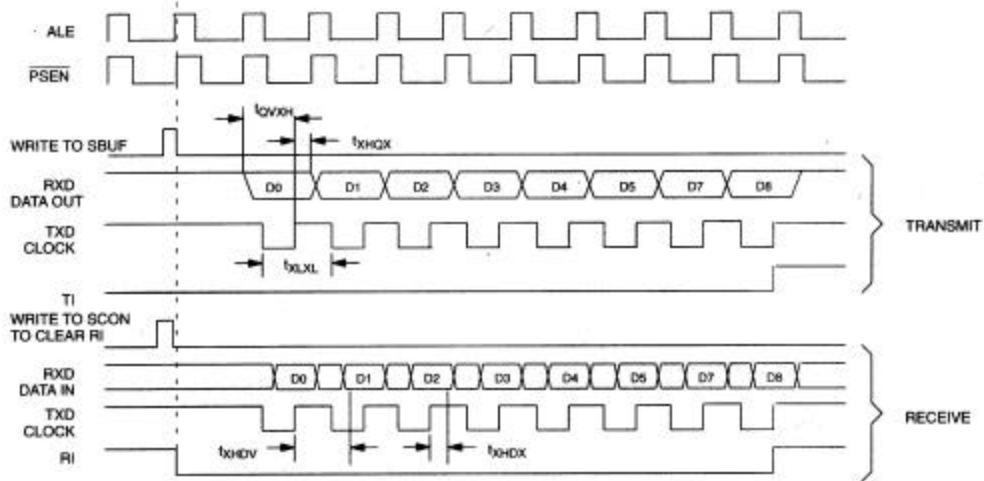 ALE
PSEN
tQVXH
WRITE TO SBUF
tXHQX
RXD
DATA OUT
D0 D1 D2 D3 D4 D5 D7 D8
TRANSMIT
TXD
CLOCK
tXLXL
TI
WRITE TO SCON
TO CLEAR RI
RXD
DATA IN
D0 D1 D2 D3 D4 D5 D7 D8
TXD
CLOCK
RECEIVE
tXHDV tXHDX
RI